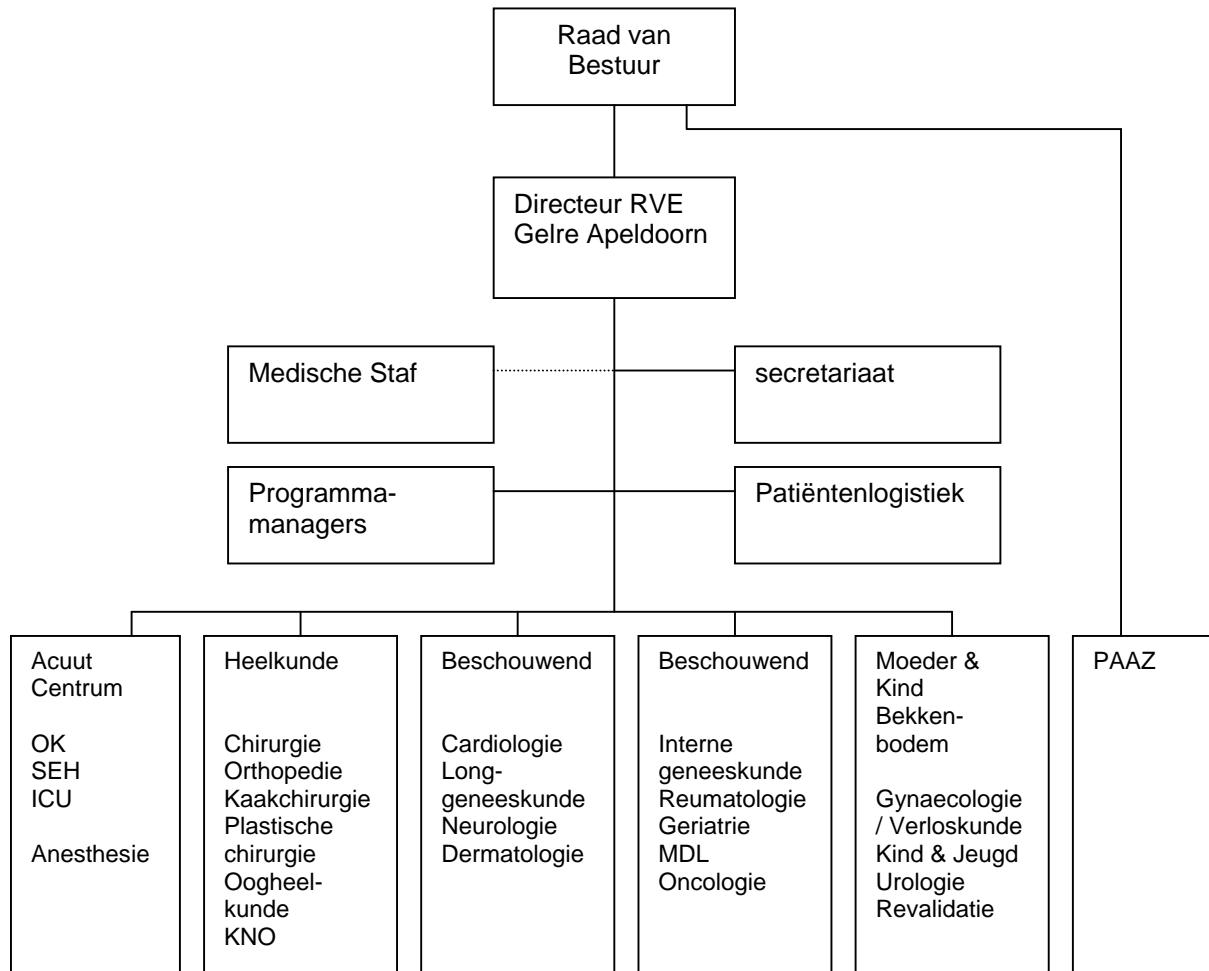 Raad van
Bestuur
Directeur RVE
Gelre Apeldoorn
Medische Staf
secretariaat
Programma-
managers
Patiëntenlogistiek
Acuut
Centrum
OK
SEH
ICU
Anesthesie
Heelkunde
Chirurgie
Orthopedie
Kaakchirurgie
Plastische
chirurgie
Oogheel-
kunde
KNO
Beschouwend
Cardiologie
Long-
geneeskunde
Neurologie
Dermatologie
Beschouwend
Interne
geneeskunde
Reumatologie
Geriatrie
MDL
Oncologie
Moeder &
Kind
Bekken-
bodem
Gynaecologie
/ Verloskunde
Kind & Jeugd
Urologie
Revalidatie
PAAZ